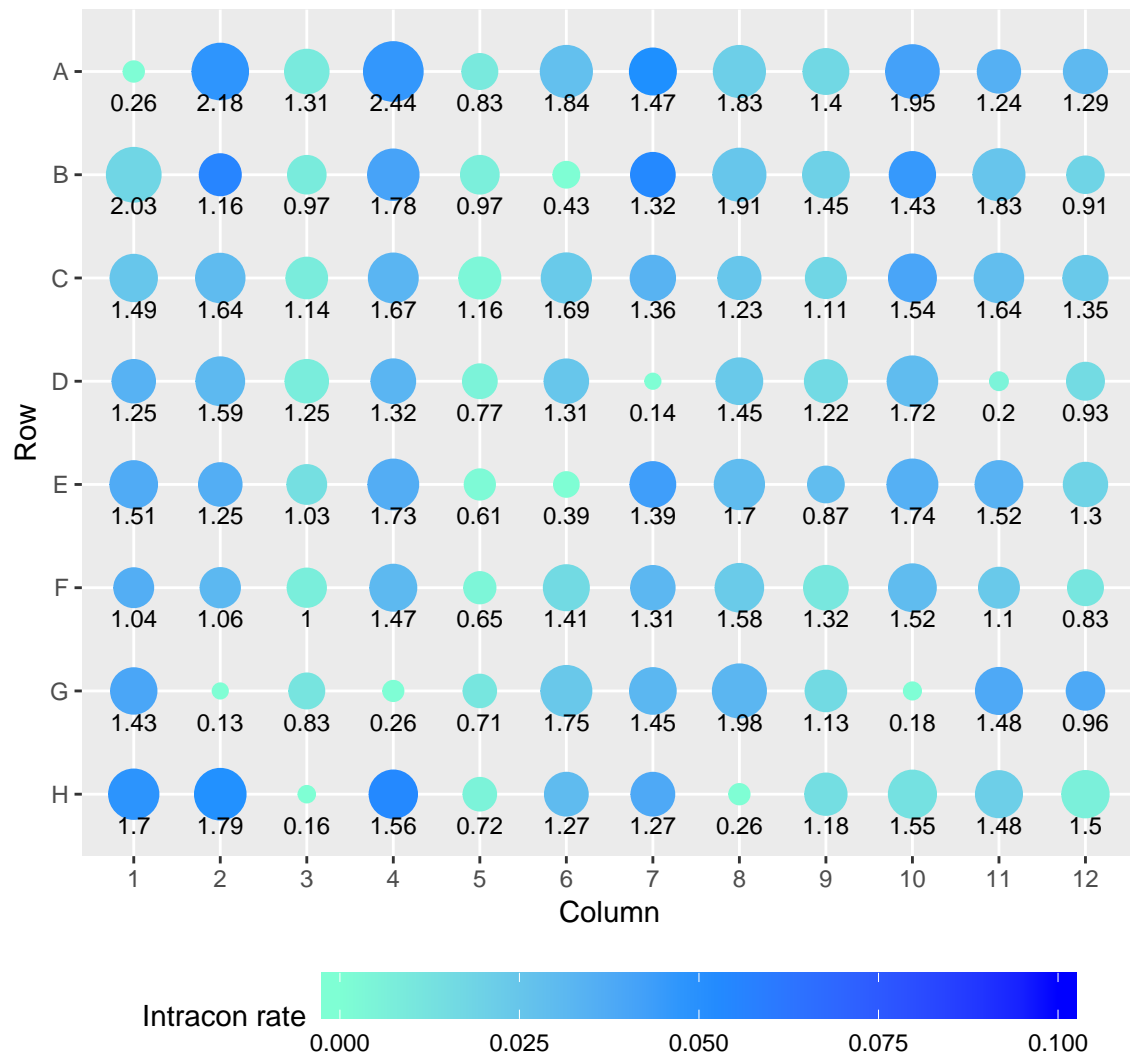 A
0.26 2.18 1.31 2.44 0.83 1.84 1.47 1.83 1.4 1.95 1.24 1.29
B
2.03 1.16 0.97 1.78 0.97 0.43 1.32 1.91 1.45 1.43 1.83 0.91
C
1.49 1.64 1.14 1.67 1.16 1.69 1.36 1.23 1.11 1.54 1.64 1.35
D
1.25 1.59 1.25 1.32 0.77 1.31 0.14 1.45 1.22 1.72 0.2 0.93
Row
E
1.51 1.25 1.03 1.73 0.61 0.39 1.39 1.7 0.87 1.74 1.52 1.3
F
1.04 1.06 1 1.47 0.65 1.41 1.31 1.58 1.32 1.52 1.1 0.83
G
1.43 0.13 0.83 0.26 0.71 1.75 1.45 1.98 1.13 0.18 1.48 0.96
H
1.7 1.79 0.16 1.56 0.72 1.27 1.27 0.26 1.18 1.55 1.48 1.5
1 2 3 4 5 6 7 8 9 10 11 12
Column
Intracon rate
0.000 0.025 0.050 0.075 0.100